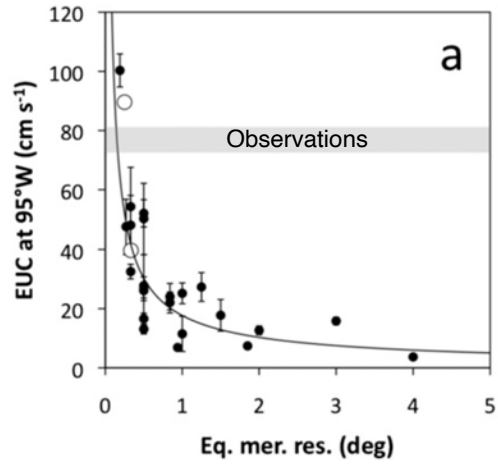 120
a
100
80
Observations
60
40
20
0
0 1 2 3 4 5
EUC at 95°W (cm s⁻¹)
Eq. mer. res. (deg)